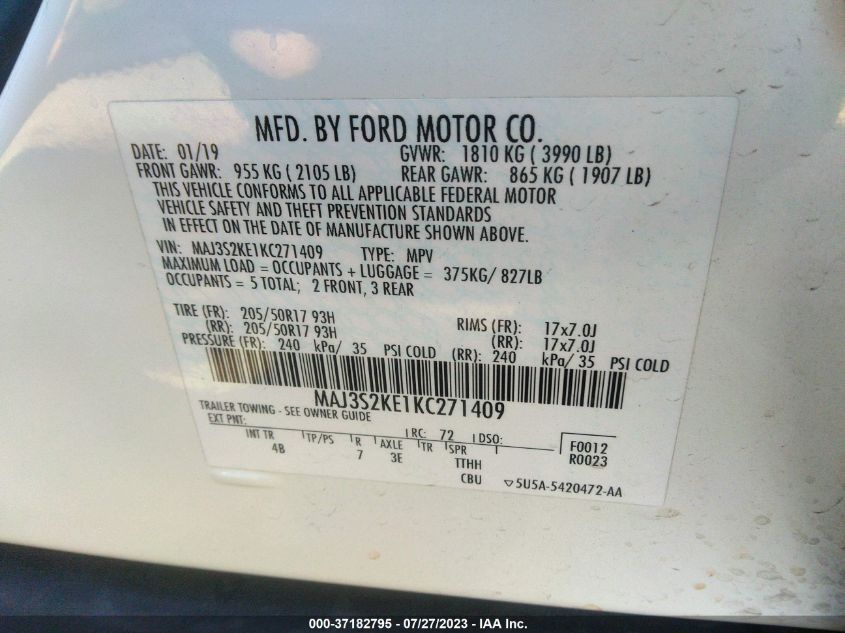 MFD. BY FORD MOTOR CO.
DATE: 01/19 GVWR: 1810 KG ( 3990 LB)
FRONT GAWR: 955 KG ( 2105 LB) REAR GAWR: 865 KG ( 1907 LB)
THIS VEHICLE CONFORMS TO ALL APPLICABLE FEDERAL MOTOR
VEHICLE SAFETY AND THEFT PREVENTION STANDARDS
IN EFFECT ON THE DATE OF MANUFACTURE SHOWN ABOVE.
VIN: MAJ3S2KE1KC271409 TYPE: MPV
MAXIMUM LOAD = OCCUPANTS + LUGGAGE = 375KG/ 827LB
OCCUPANTS = 5 TOTAL; 2 FRONT, 3 REAR
TIRE (FR): 205/50R17 93H RIMS (FR): 17x7.0J
(RR): 205/50R17 93H (RR): 17x7.0J
PRESSURE (FR): 240 kPa/ 35 PSI COLD (RR): 240 kPa/ 35 PSI COLD
MAJ3S2KE1KC271409
TRAILER TOWING - SEE OWNER GUIDE
EXT PNT: RC: 72 DSO: F0012
INT TR TP/PS R AXLE TR SPR R0023
4B 7 3E TTHH
CBU 5U5A-5420472-AA
000-37182795 - 07/27/2023 - IAA Inc.